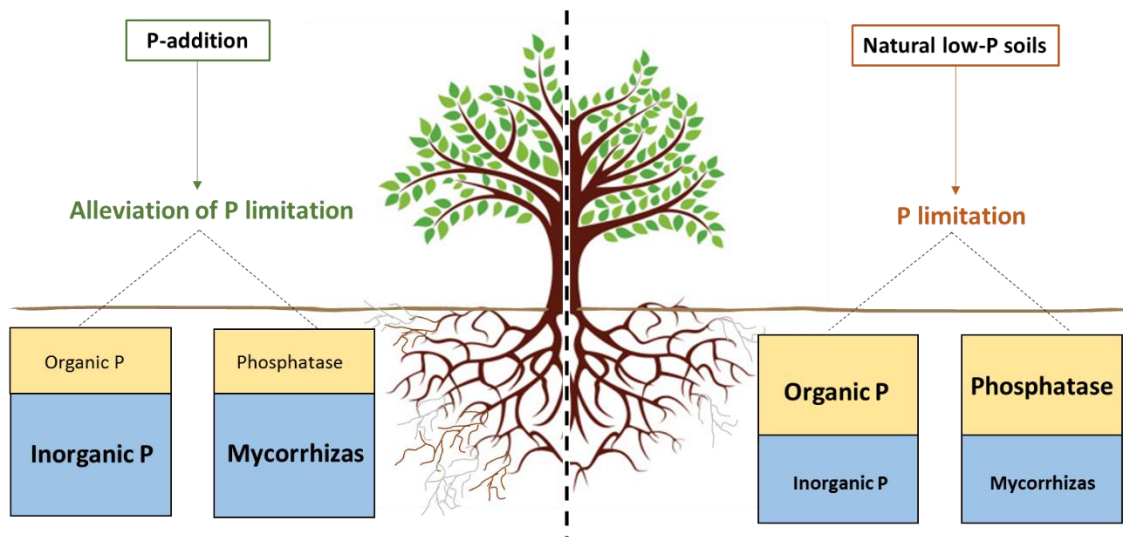 P-addition
Natural low-P soils
Alleviation of P limitation
P limitation
Organic P
Inorganic P
Phosphatase
Mycorrhizas
Organic P
Inorganic P
Phosphatase
Mycorrhizas